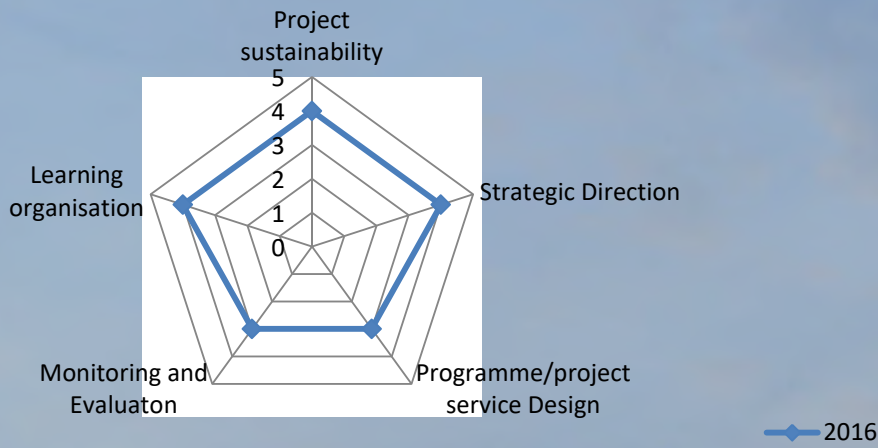 Project
sustainability
5
4
3
2
1
0
Strategic Direction
Programme/project
service Design
Monitoring and
Evaluaton
Learning
organisation
2016